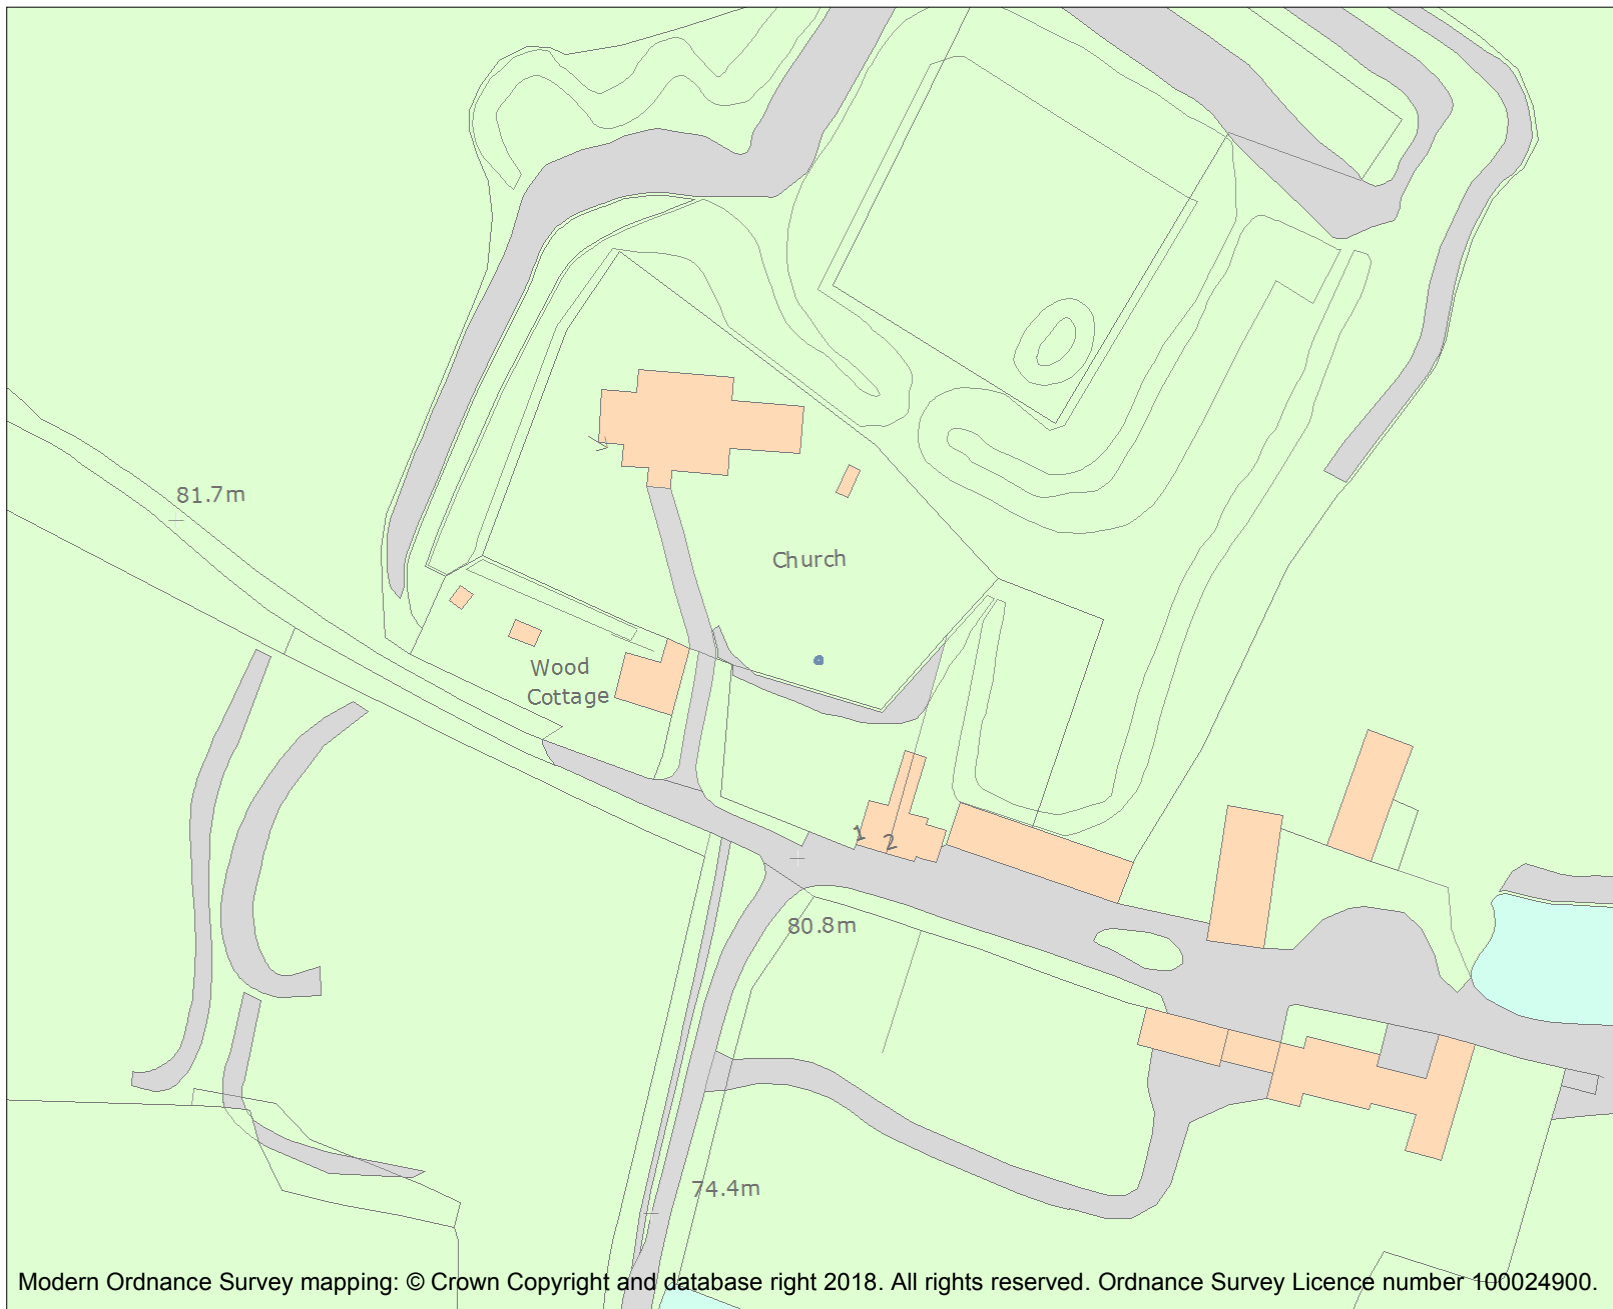 81.7m
Church
Wood
Cottage
1
2
80.8m
74.4m
Modern Ordnance Survey mapping: © Crown Copyright and database right 2018. All rights reserved. Ordnance Survey Licence number 100024900.